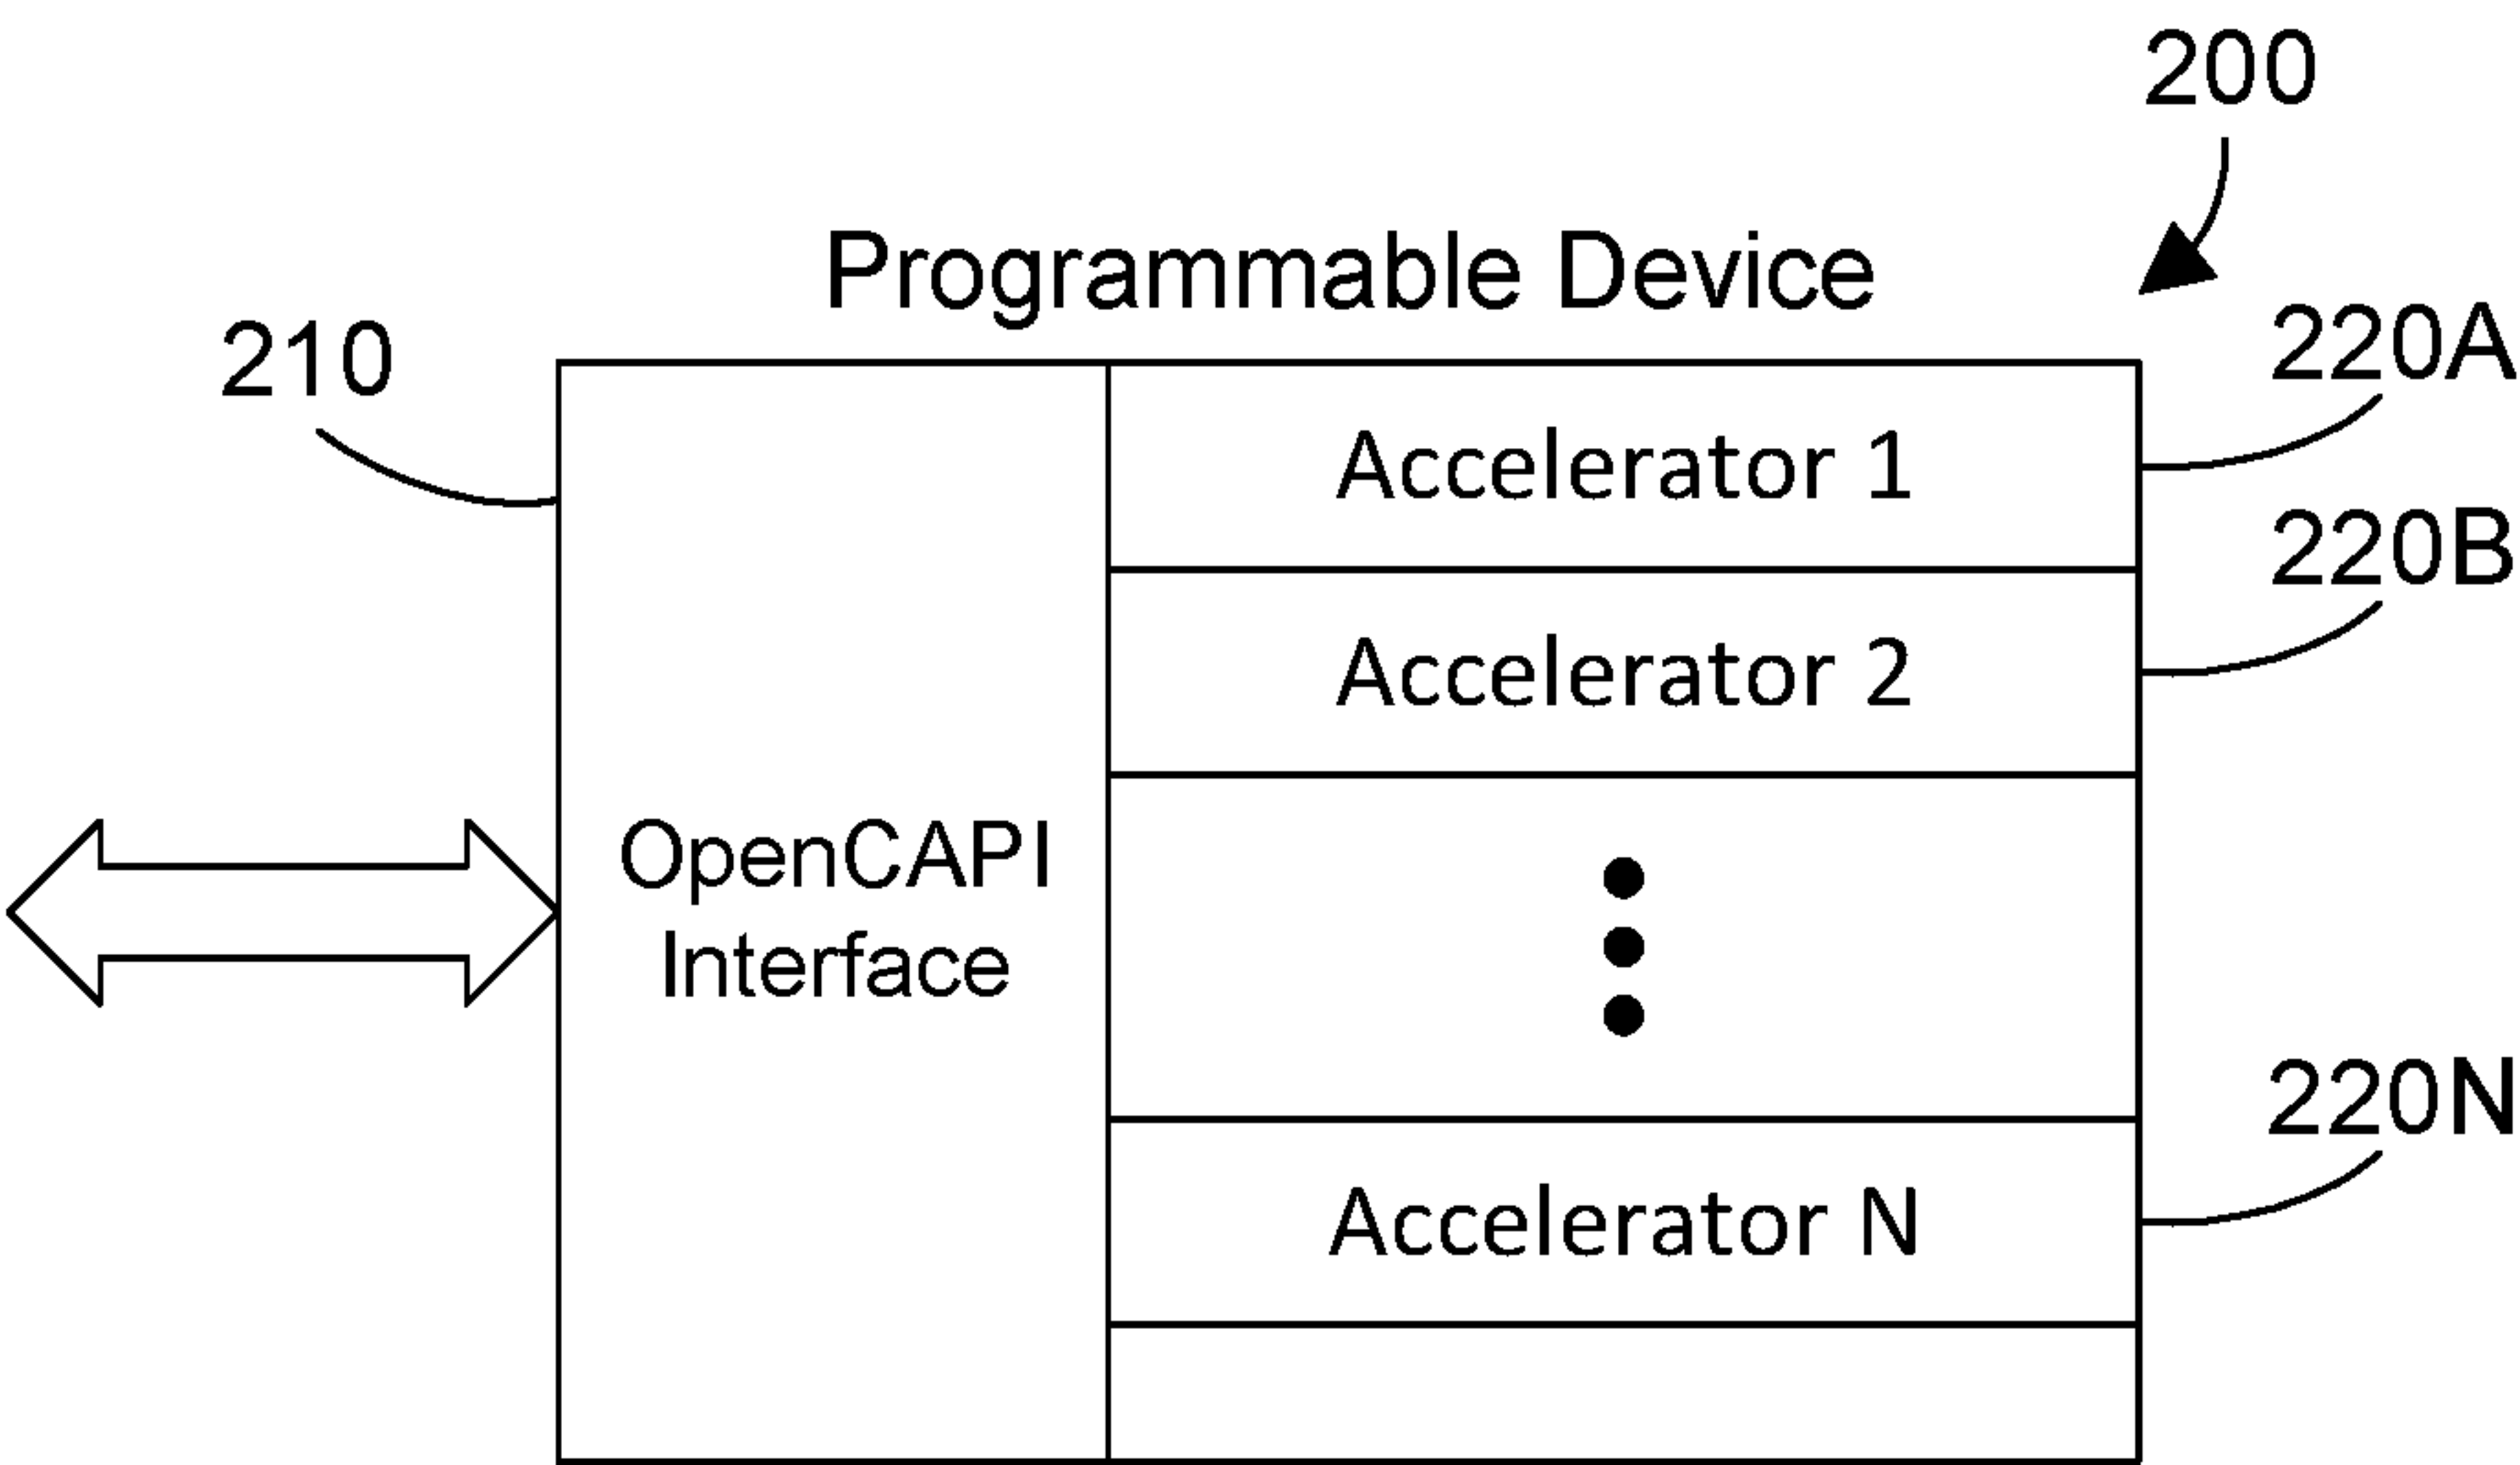 200
Programmable Device
210
220A
Accelerator 1
220B
Accelerator 2
OpenCAPI
Interface
220N
Accelerator N